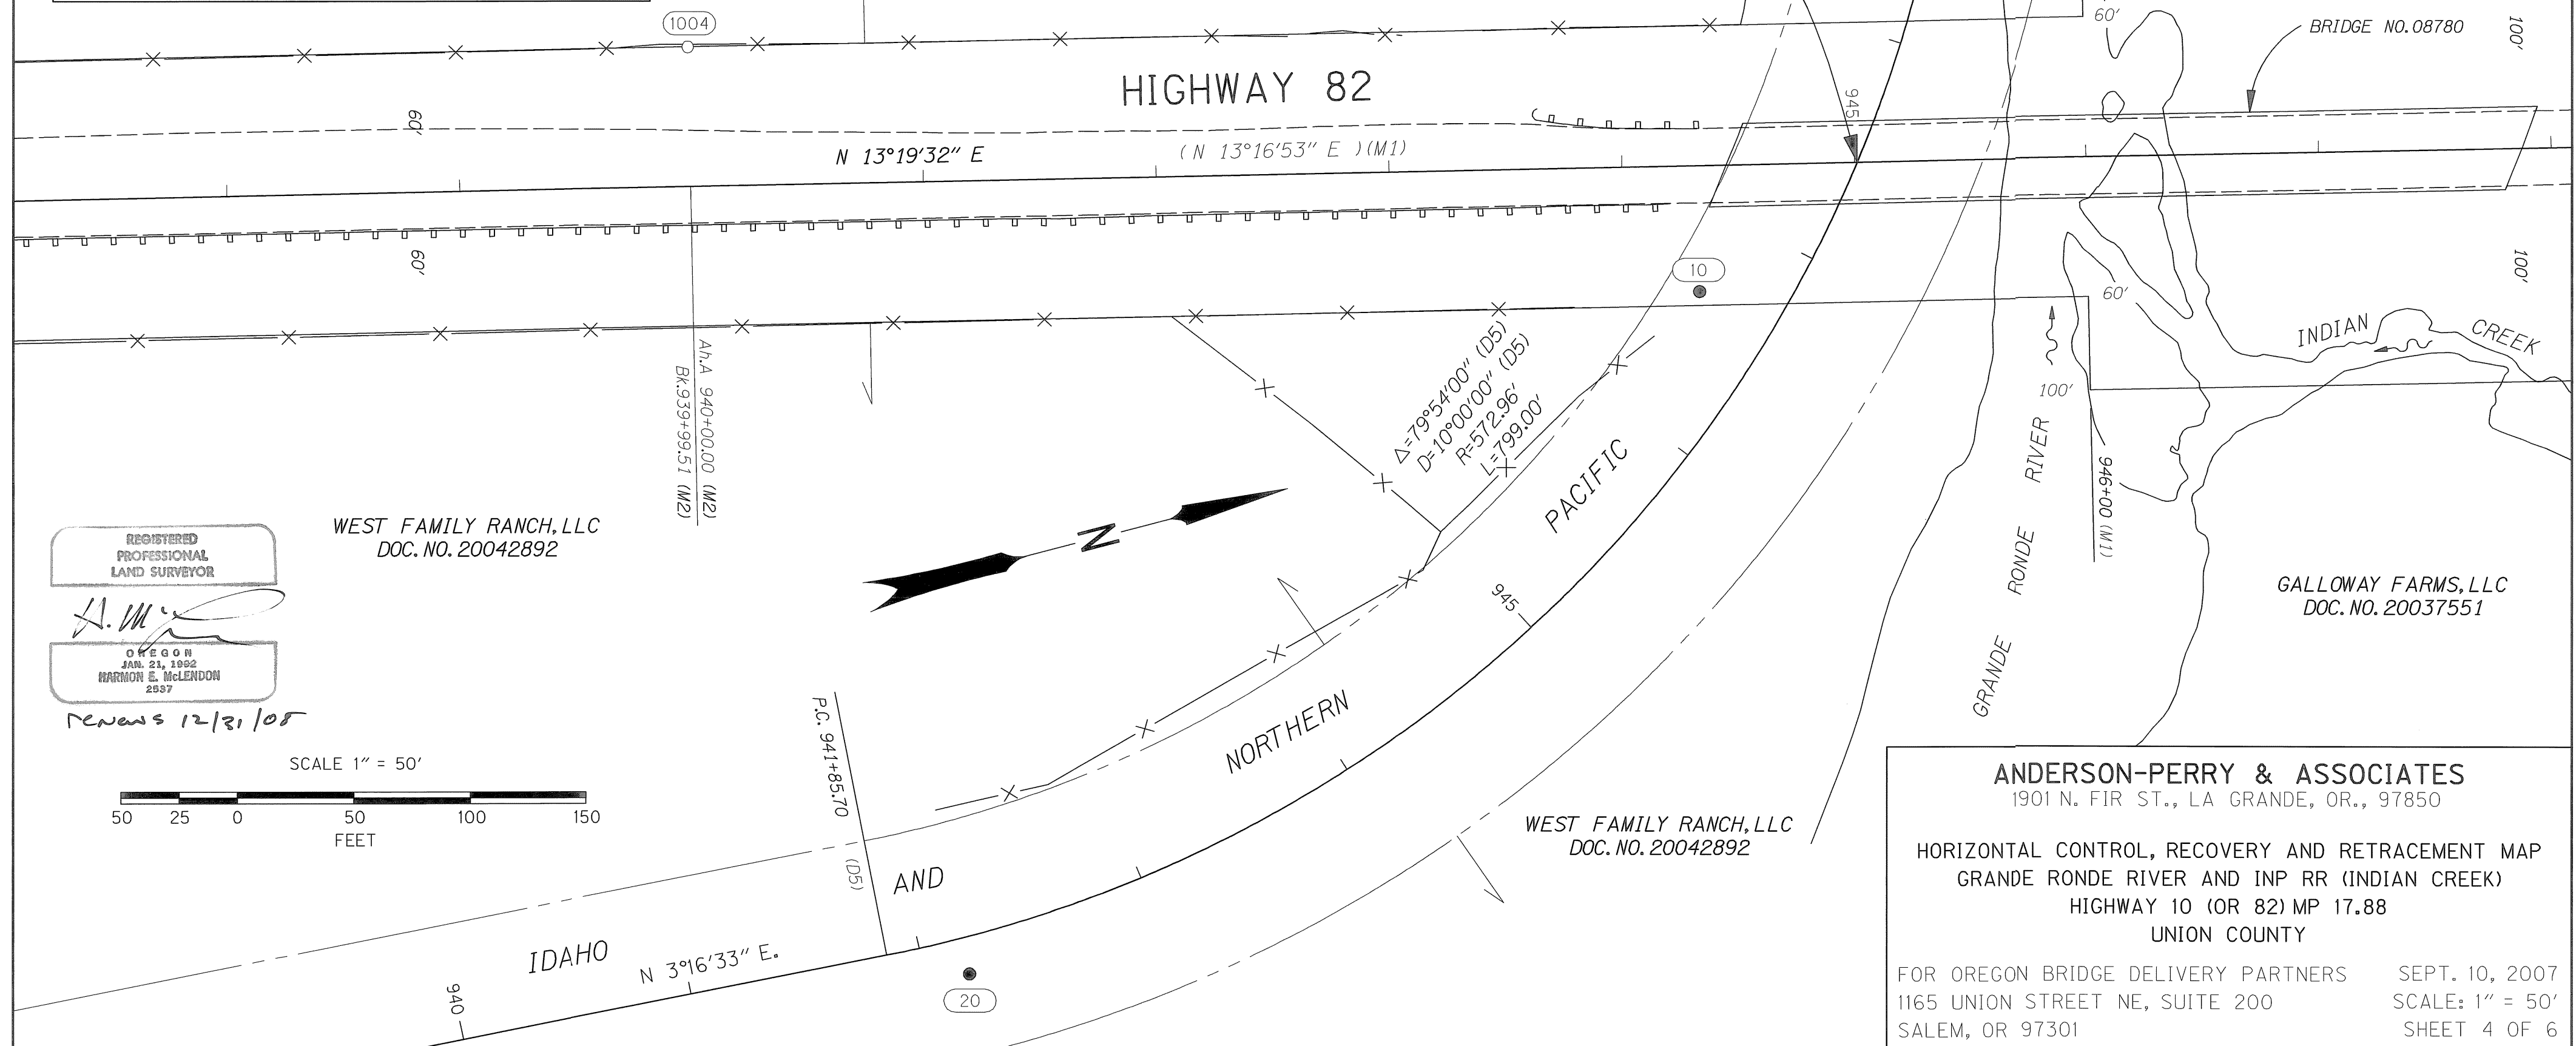 1004
60'
BRIDGE NO. 08780
100'
HIGHWAY 82
60'
945
N 13°19'32" E
( N 13°16'53" E )(M1)
60'
10
60'
100'
INDIAN CREEK
Ah.A 940+00.00 (M2)
Bk.939+99.51 (M2)
Δ=79°54'00" (D5)
D=10°00'00" (D5)
R=572.96'
L=799.00'
100'
GRANDE RONDE RIVER
946+00 (M1)
WEST FAMILY RANCH, LLC
DOC. NO. 20042892
N
REGISTERED
PROFESSIONAL
LAND SURVEYOR
OREGON
JAN. 21, 1992
HARMON E. McLENDON
2537
renews 12/31/08
GALLOWAY FARMS, LLC
DOC. NO. 20037551
945
IDAHO AND NORTHERN PACIFIC
P.C. 941+85.70 (D5)
SCALE 1" = 50'
50 25 0 50 100 150
FEET
WEST FAMILY RANCH, LLC
DOC. NO. 20042892
N 3°16'33" E.
940
20
ANDERSON-PERRY & ASSOCIATES
1901 N. FIR ST., LA GRANDE, OR., 97850
HORIZONTAL CONTROL, RECOVERY AND RETRACEMENT MAP
GRANDE RONDE RIVER AND INP RR (INDIAN CREEK)
HIGHWAY 10 (OR 82) MP 17.88
UNION COUNTY
FOR OREGON BRIDGE DELIVERY PARTNERS SEPT. 10, 2007
1165 UNION STREET NE, SUITE 200 SCALE: 1" = 50'
SALEM, OR 97301 SHEET 4 OF 6